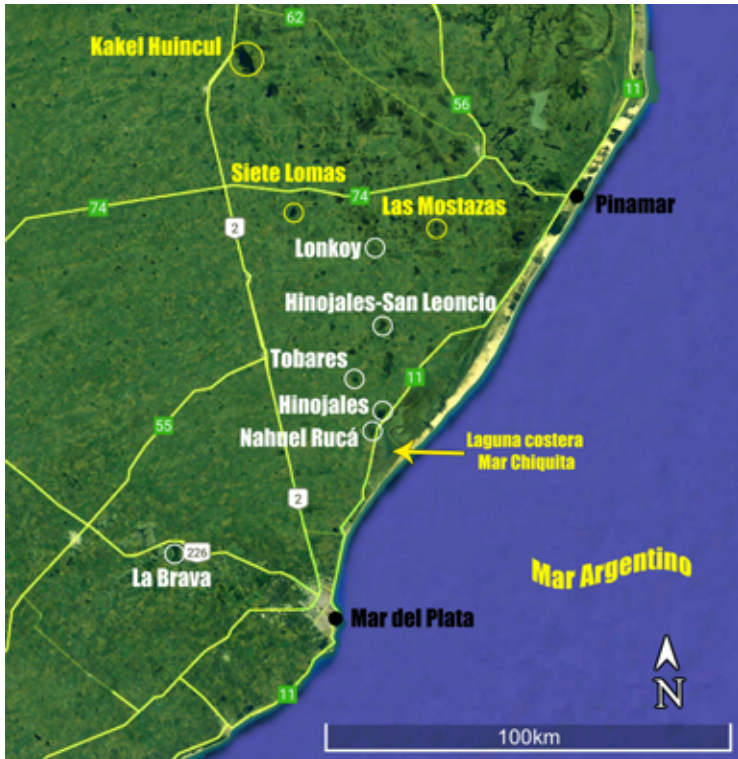 62
Kakel Huincul
11
56
Siete Lomas
74
Las Mostazas
74
Pinamar
2
Lonkoy
Hinojales-San Leoncio
Tobares
11
Hinojales
55
Nahuel Rucá
Laguna costera
Mar Chiquita
2
226
La Brava
Mar Argentino
Mar del Plata
N
11
100km